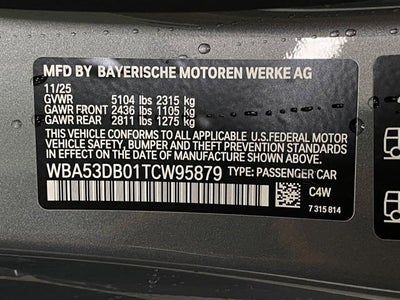 MFD BY BAYERISCHE MOTOREN WERKE AG
11/25
GVWR 5104 lbs 2315 kg
GAWR FRONT 2436 lbs 1105 kg
GAWR REAR 2811 lbs 1275 kg
THIS VEHICLE CONFORMS TO ALL APPLICABLE U.S.FEDERAL MOTOR
VEHICLE SAFETY, BUMPER, AND THEFT PREVENTION STANDARDS
IN EFFECT ON THE DATE OF MANUFACTURE SHOWN ABOVE.
WBA53DB01TCW95879 TYPE: PASSENGER CAR
C4W
7 315 814